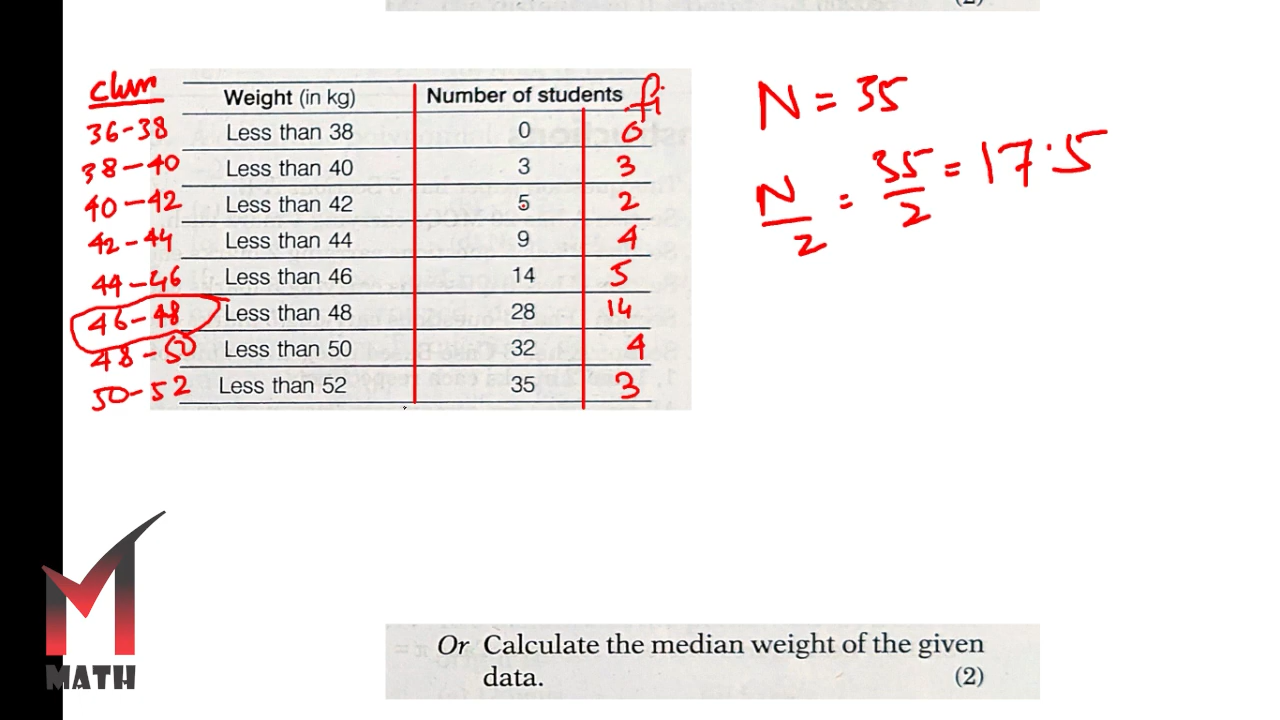 (2)
class fi
Weight (in kg) Number of students
36-38 Less than 38 0 0
38-40 Less than 40 3 3
40-42 Less than 42 5 2
42-44 Less than 44 9 4
44-46 Less than 46 14 5
46-48 Less than 48 28 14
48-50 Less than 50 32 4
50-52 Less than 52 35 3
N = 35
N/2 = 35/2 = 17.5
MATH
Or Calculate the median weight of the given
data. (2)